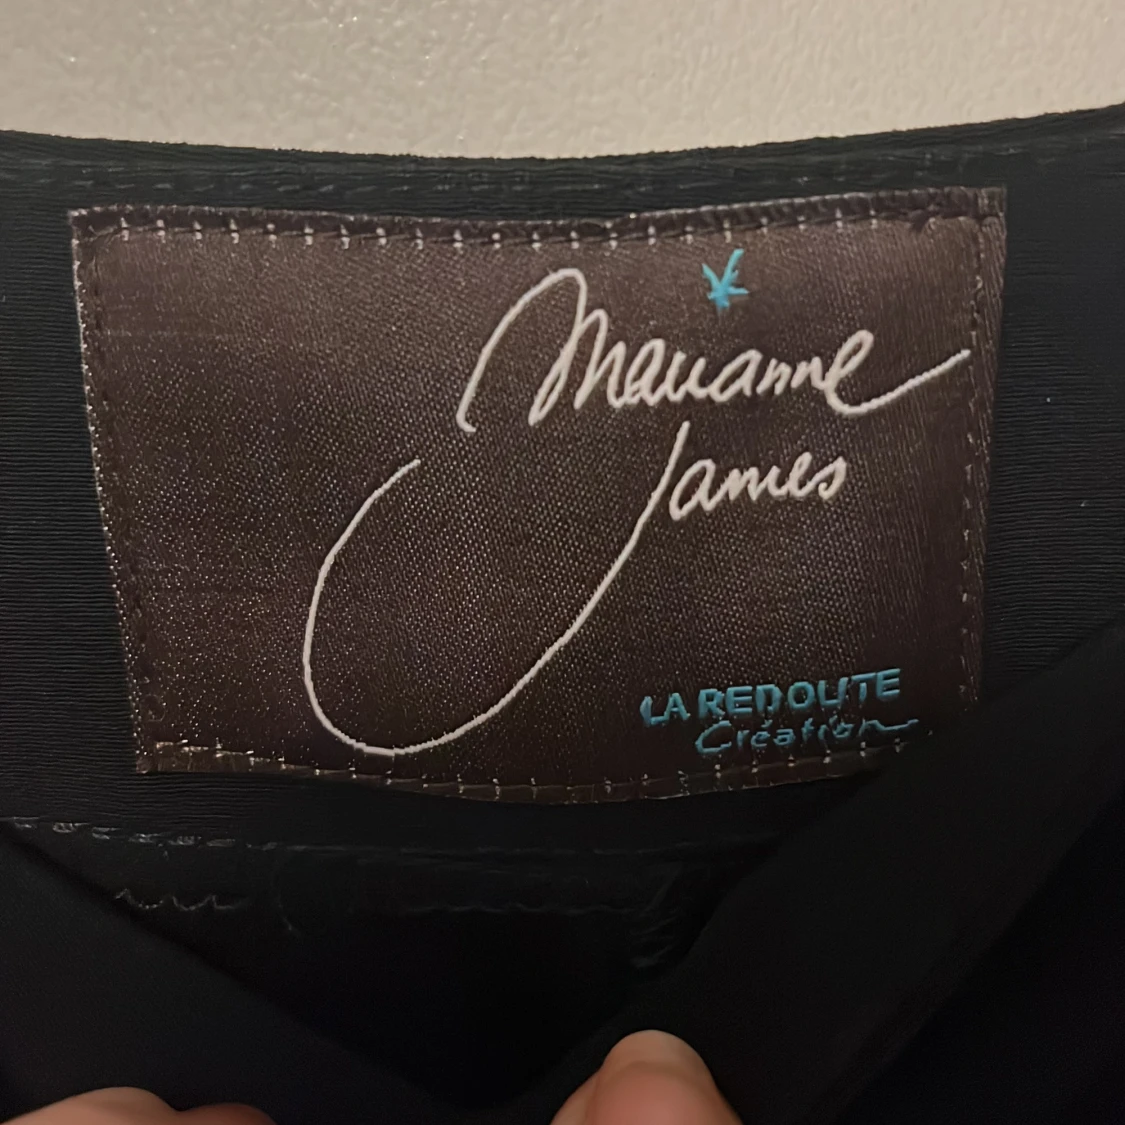 Marianne
James
LA REDOUTE
Création